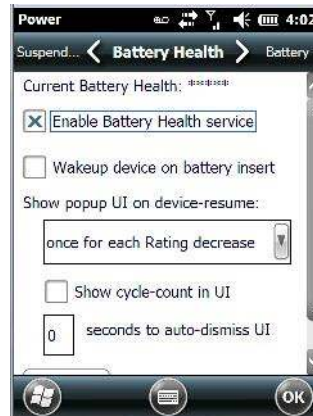 Power 4:02
Suspend... Battery Health Battery
Current Battery Health: *****
Enable Battery Health service
Wakeup device on battery insert
Show popup UI on device-resume:
once for each Rating decrease
Show cycle-count in UI
0 seconds to auto-dismiss UI
OK